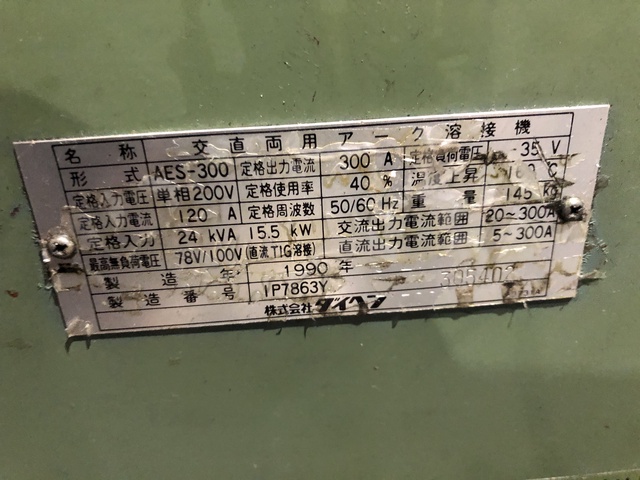 名称 交直両用アーク溶接機
形式 AES-300 定格出力電流 300 A 定格負荷電圧 35 V
定格入力電圧 単相200V 定格使用率 40 % 温度上昇 ℃
定格入力電流 120 A 定格周波数 50/60 Hz 重量 145 kg
定格入力 24 kVA 15.5 kW 交流出力電流範囲 20~300A
最高無負荷電圧 78V/100V (直流TIG溶接) 直流出力電流範囲 5~300A
製造年 1990 年
製造番号 1P7863Y
株式会社 ダイヘン